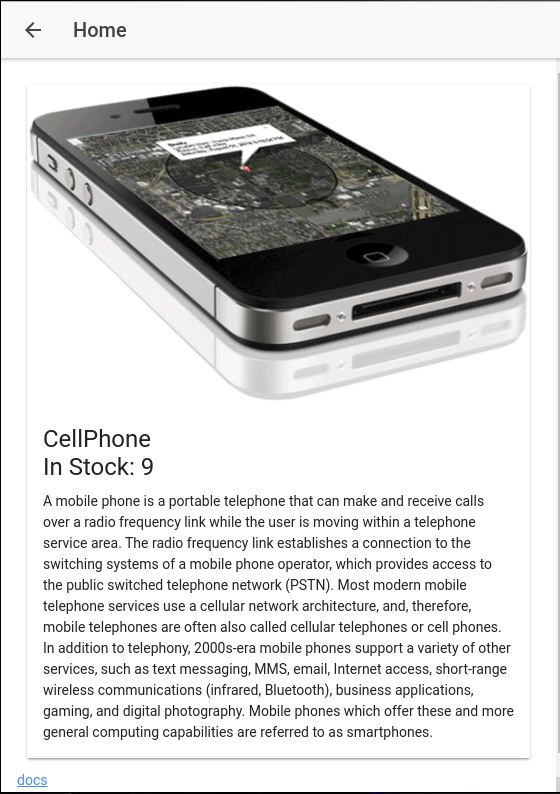 Home
CellPhone
In Stock: 9
A mobile phone is a portable telephone that can make and receive calls
over a radio frequency link while the user is moving within a telephone
service area. The radio frequency link establishes a connection to the
switching systems of a mobile phone operator, which provides access to
the public switched telephone network (PSTN). Most modern mobile
telephone services use a cellular network architecture, and, therefore,
mobile telephones are often also called cellular telephones or cell phones.
In addition to telephony, 2000s-era mobile phones support a variety of other
services, such as text messaging, MMS, email, Internet access, short-range
wireless communications (infrared, Bluetooth), business applications,
gaming, and digital photography. Mobile phones which offer these and more
general computing capabilities are referred to as smartphones.
docs